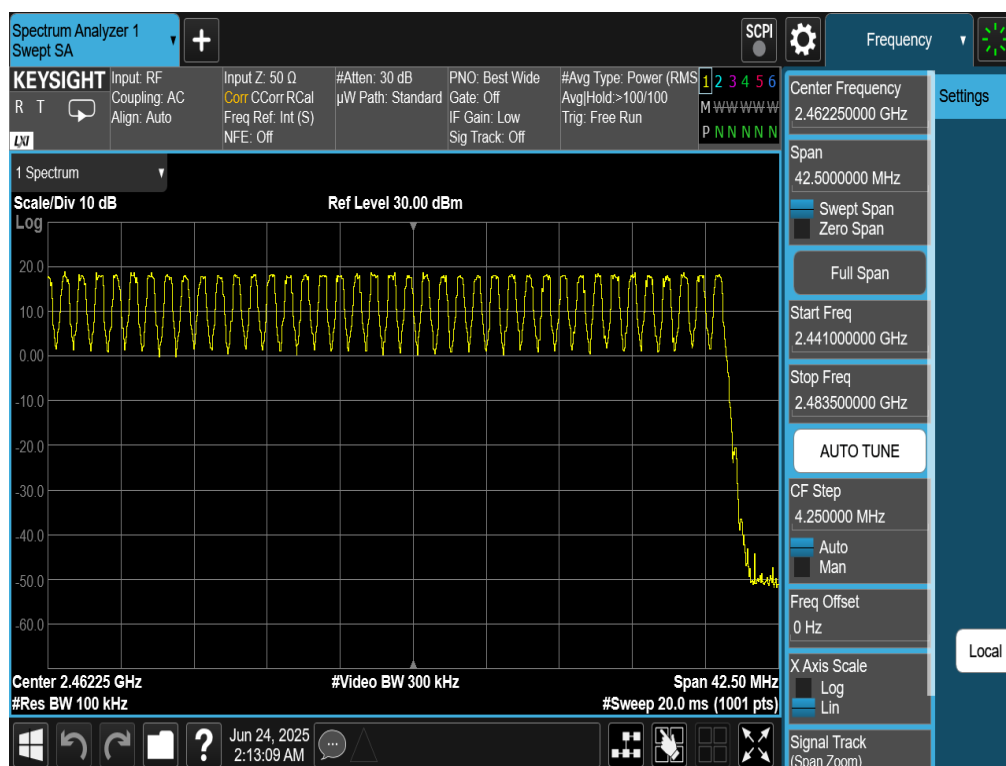 Spectrum Analyzer 1
Swept SA
+
SCPI
Frequency
KEYSIGHT
R T
LXI
Input: RF
Coupling: AC
Align: Auto
Input Z: 50 Ω
Corr CCorr RCal
Freq Ref: Int (S)
NFE: Off
#Atten: 30 dB
µW Path: Standard
PNO: Best Wide
Gate: Off
IF Gain: Low
Sig Track: Off
#Avg Type: Power (RMS
Avg|Hold:>100/100
Trig: Free Run
1 2 3 4 5 6
M W W W W W
P N N N N N
1 Spectrum
Scale/Div 10 dB
Ref Level 30.00 dBm
Log
20.0
10.0
0.00
-10.0
-20.0
-30.0
-40.0
-50.0
-60.0
Center 2.46225 GHz
#Video BW 300 kHz
Span 42.50 MHz
#Res BW 100 kHz
#Sweep 20.0 ms (1001 pts)
Center Frequency
2.462250000 GHz
Span
42.5000000 MHz
Swept Span
Zero Span
Full Span
Start Freq
2.441000000 GHz
Stop Freq
2.483500000 GHz
AUTO TUNE
CF Step
4.250000 MHz
Auto
Man
Freq Offset
0 Hz
X Axis Scale
Log
Lin
Signal Track
(Span Zoom)
Settings
Local
?
Jun 24, 2025
2:13:09 AM